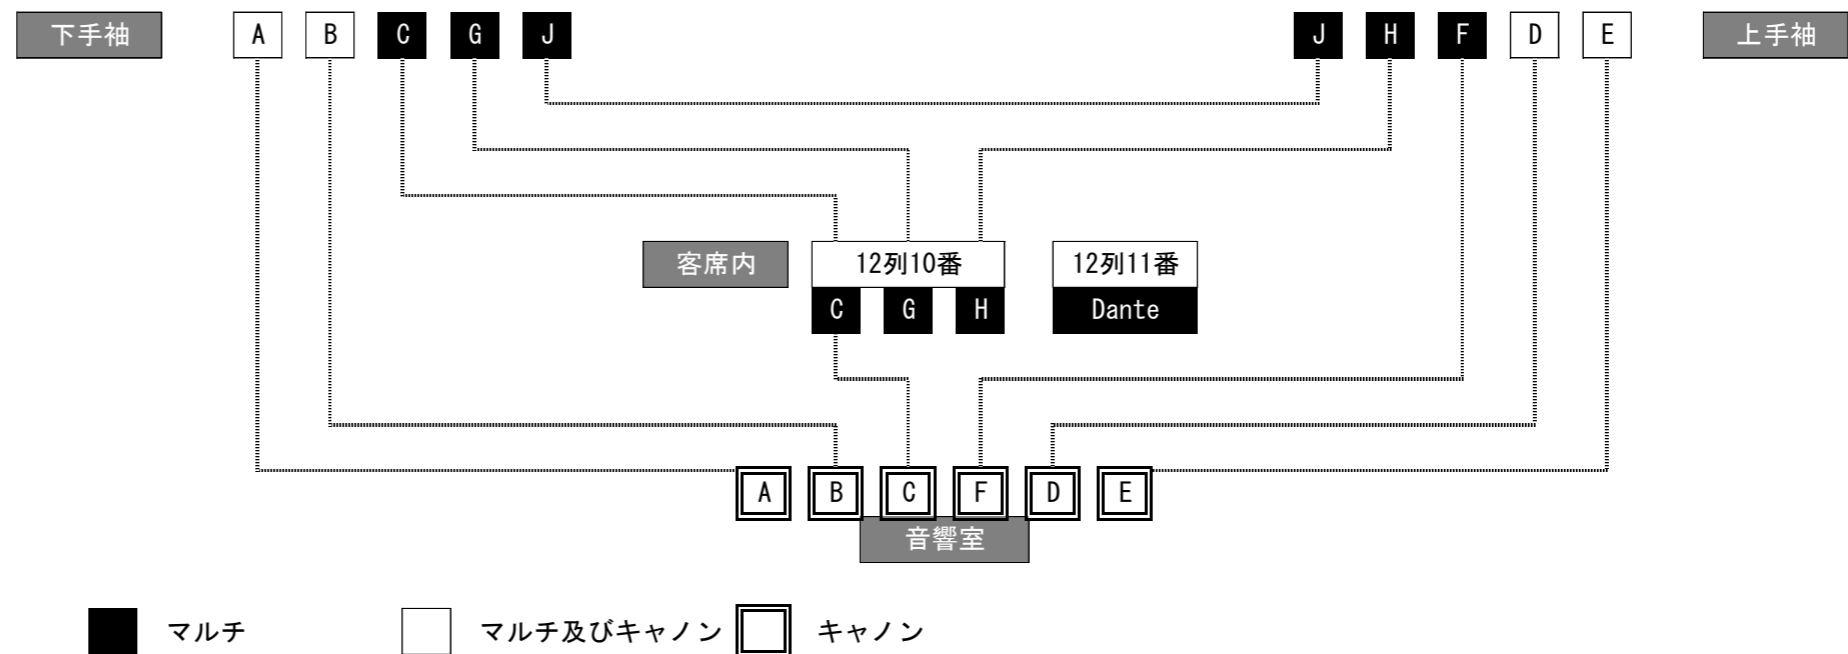 下手袖 A B C G J J H F D E 上手袖
客席内 12列10番 12列11番
C G H Dante
A B C F D E
音響室
マルチ マルチ及びキャノン キャノン